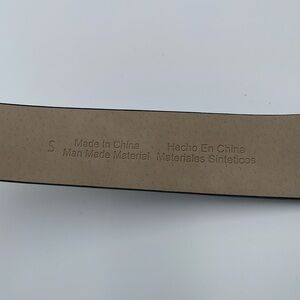 S
Made In China
Man Made Material
Hecho En China
Materiales Sinteticos